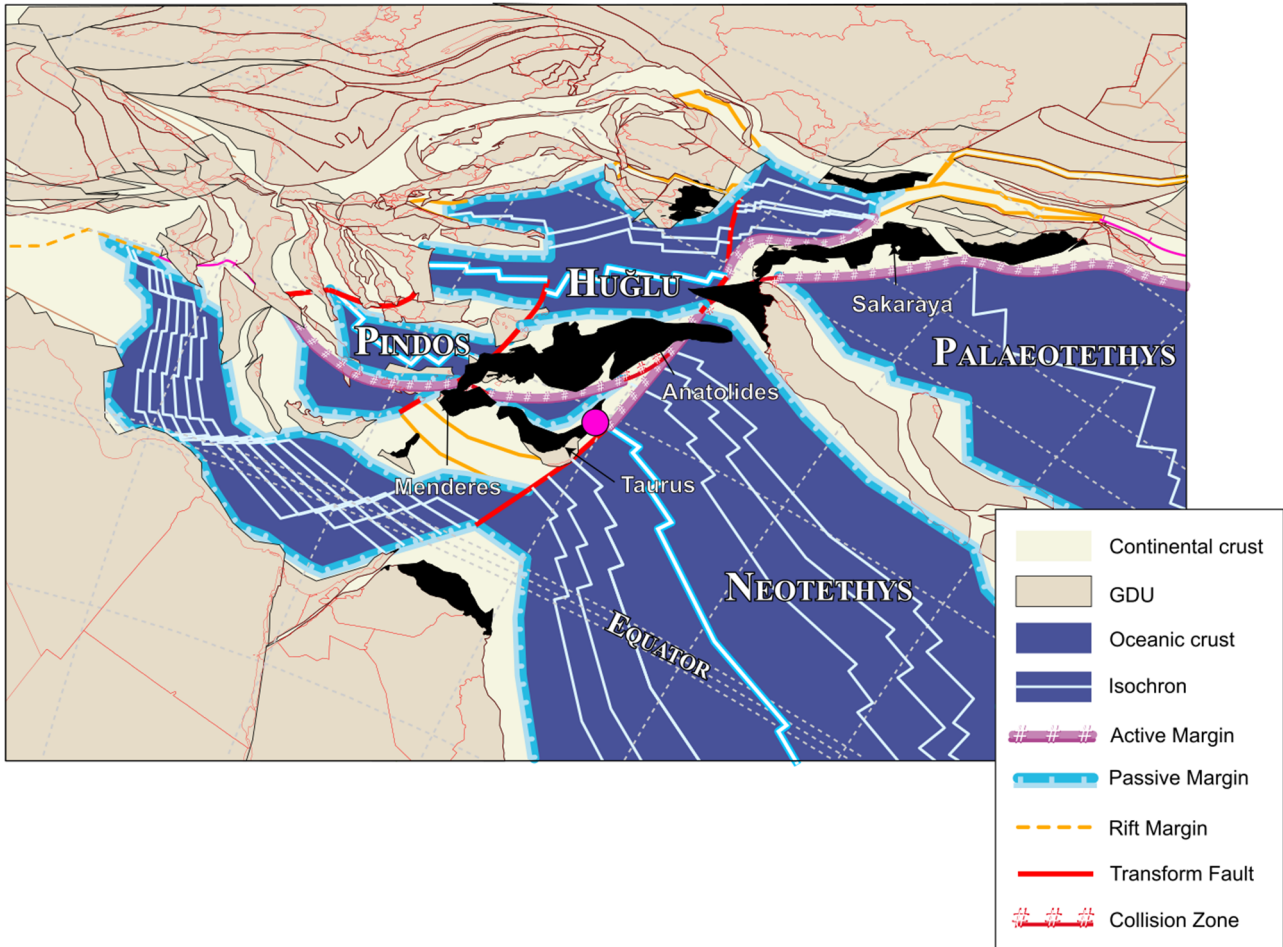 HUĞLU
Sakaraya
PINDOS
PALAEOTETHYS
Anatolides
Menderes
Taurus
NEOTETHYS
EQUATOR
Continental crust
GDU
Oceanic crust
Isochron
Active Margin
Passive Margin
Rift Margin
Transform Fault
Collision Zone